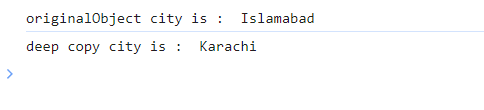 originalObject city is :  Islamabad
deep copy city is :  Karachi